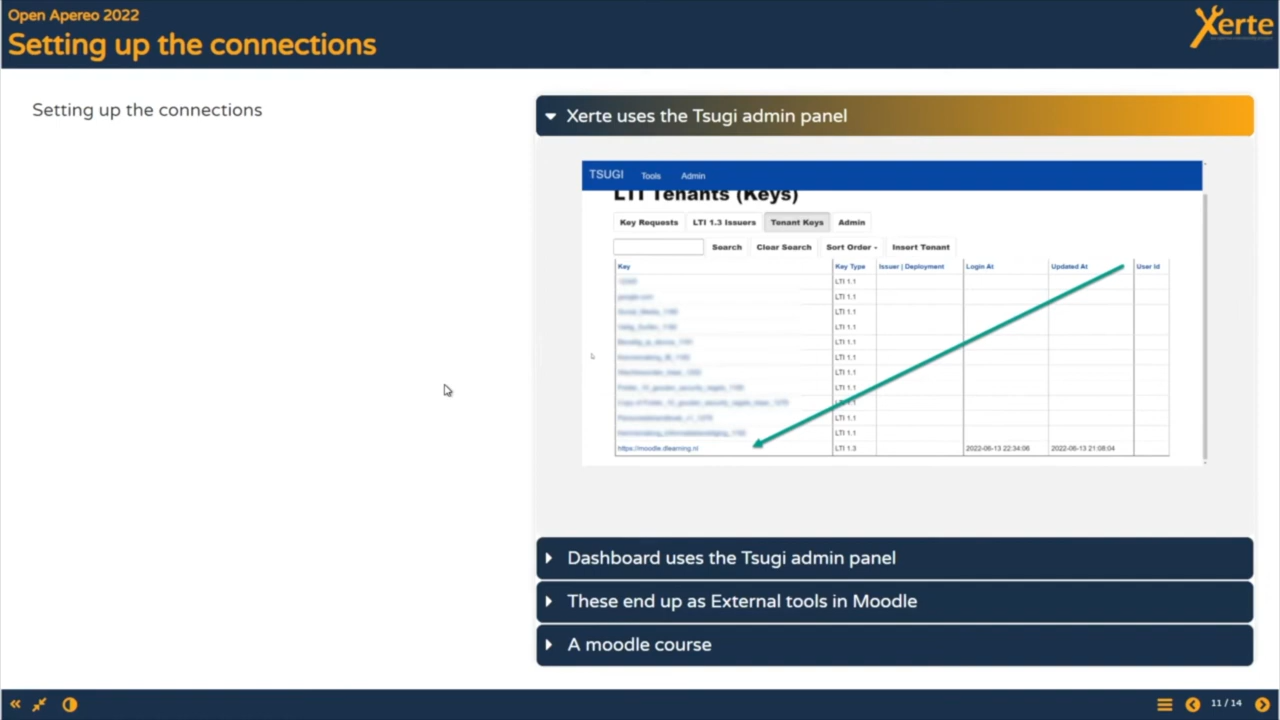 Open Apereo 2022
Setting up the connections
Xerte
Setting up the connections
Xerte uses the Tsugi admin panel
TSUGI Tools Admin
LTI Tenants (Keys)
Key Requests LTI 1.3 Issuers Tenant Keys Admin
Search Clear Search Sort Order Insert Tenant
Key Key Type Issuer | Deployment Login At Updated At User Id
LTI 1.1
LTI 1.1
LTI 1.1
LTI 1.1
LTI 1.1
LTI 1.1
LTI 1.1
LTI 1.1
LTI 1.1
LTI 1.1
LTI 1.1
https://moodle.dlearning.nl LTI 1.3 2022-06-13 22:34:06 2022-06-13 21:08:04
Dashboard uses the Tsugi admin panel
These end up as External tools in Moodle
A moodle course
11 / 14